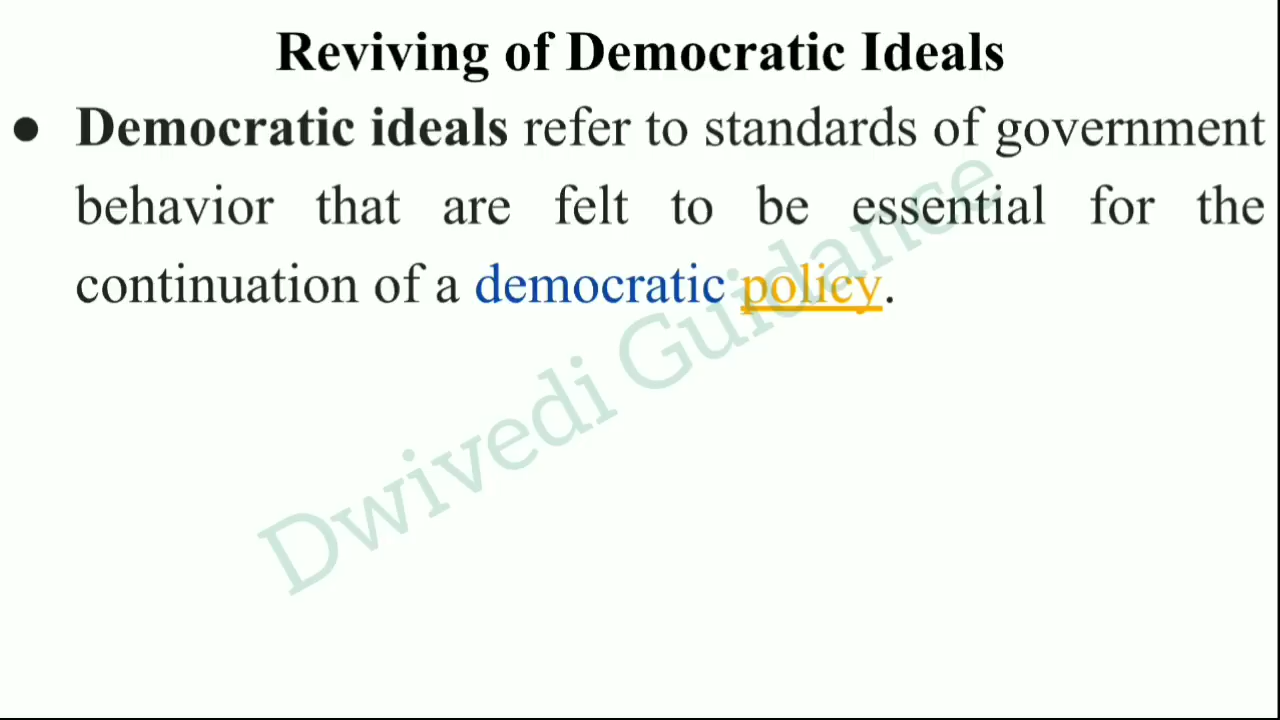 Reviving of Democratic Ideals
● Democratic ideals refer to standards of government
behavior that are felt to be essential for the
continuation of a democratic policy.
Dwivedi Guidance